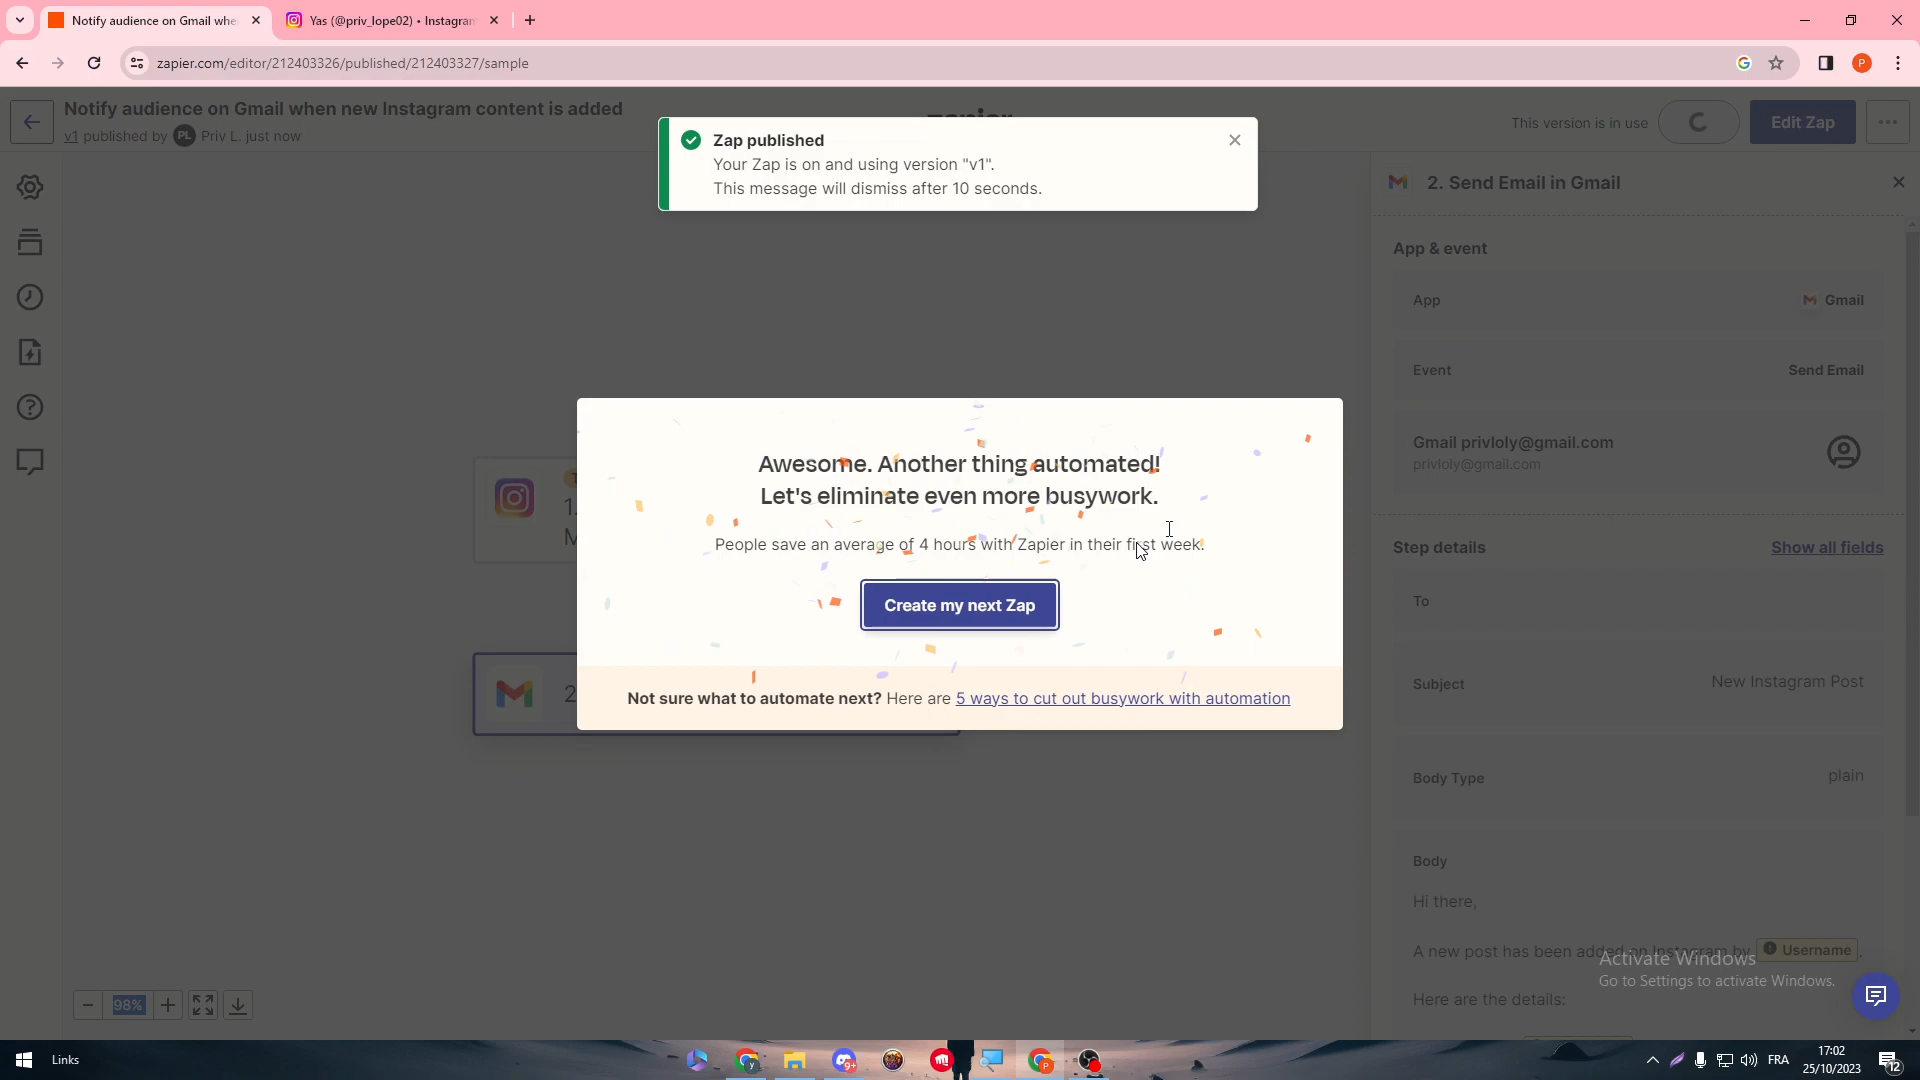 Notify audience on Gmail whe
Yas (@priv_lope02) • Instagram
zapier.com/editor/212403326/published/212403327/sample
P
Notify audience on Gmail when new Instagram content is added
v1 published by PL Priv L. just now
This version is in use
Edit Zap
Zap published
Your Zap is on and using version "v1".
This message will dismiss after 10 seconds.
2. Send Email in Gmail
App & event
App
Gmail
Event
Send Email
Gmail privloly@gmail.com
privloly@gmail.com
Step details
Show all fields
To
Subject
New Instagram Post
Body Type
plain
Body
Hi there,
A new post has been added on Instagram by Username.
Here are the details:
1.
2
Awesome. Another thing automated!
Let's eliminate even more busywork.
People save an average of 4 hours with Zapier in their first week.
Create my next Zap
Not sure what to automate next? Here are 5 ways to cut out busywork with automation
98%
Activate Windows
Go to Settings to activate Windows.
Links
9+
P
FRA
17:02
25/10/2023
12